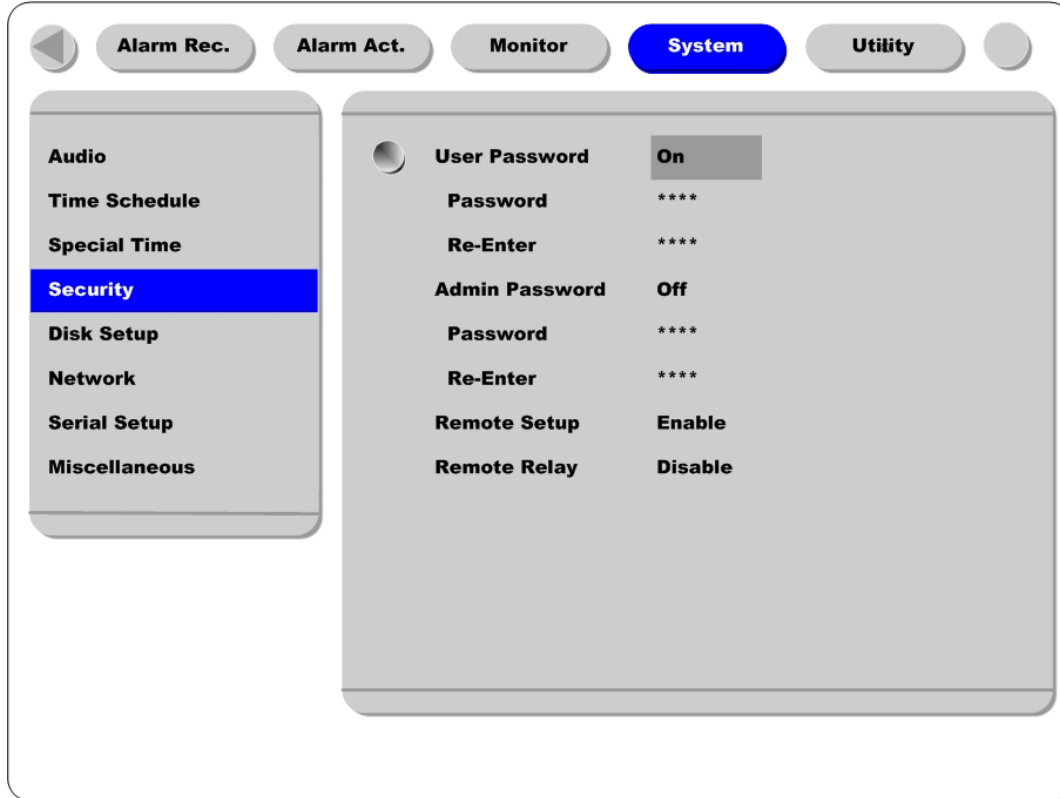 Alarm Rec. Alarm Act. Monitor System Utility
Audio
Time Schedule
Special Time
Security
Disk Setup
Network
Serial Setup
Miscellaneous
User Password On
Password ****
Re-Enter ****
Admin Password Off
Password ****
Re-Enter ****
Remote Setup Enable
Remote Relay Disable